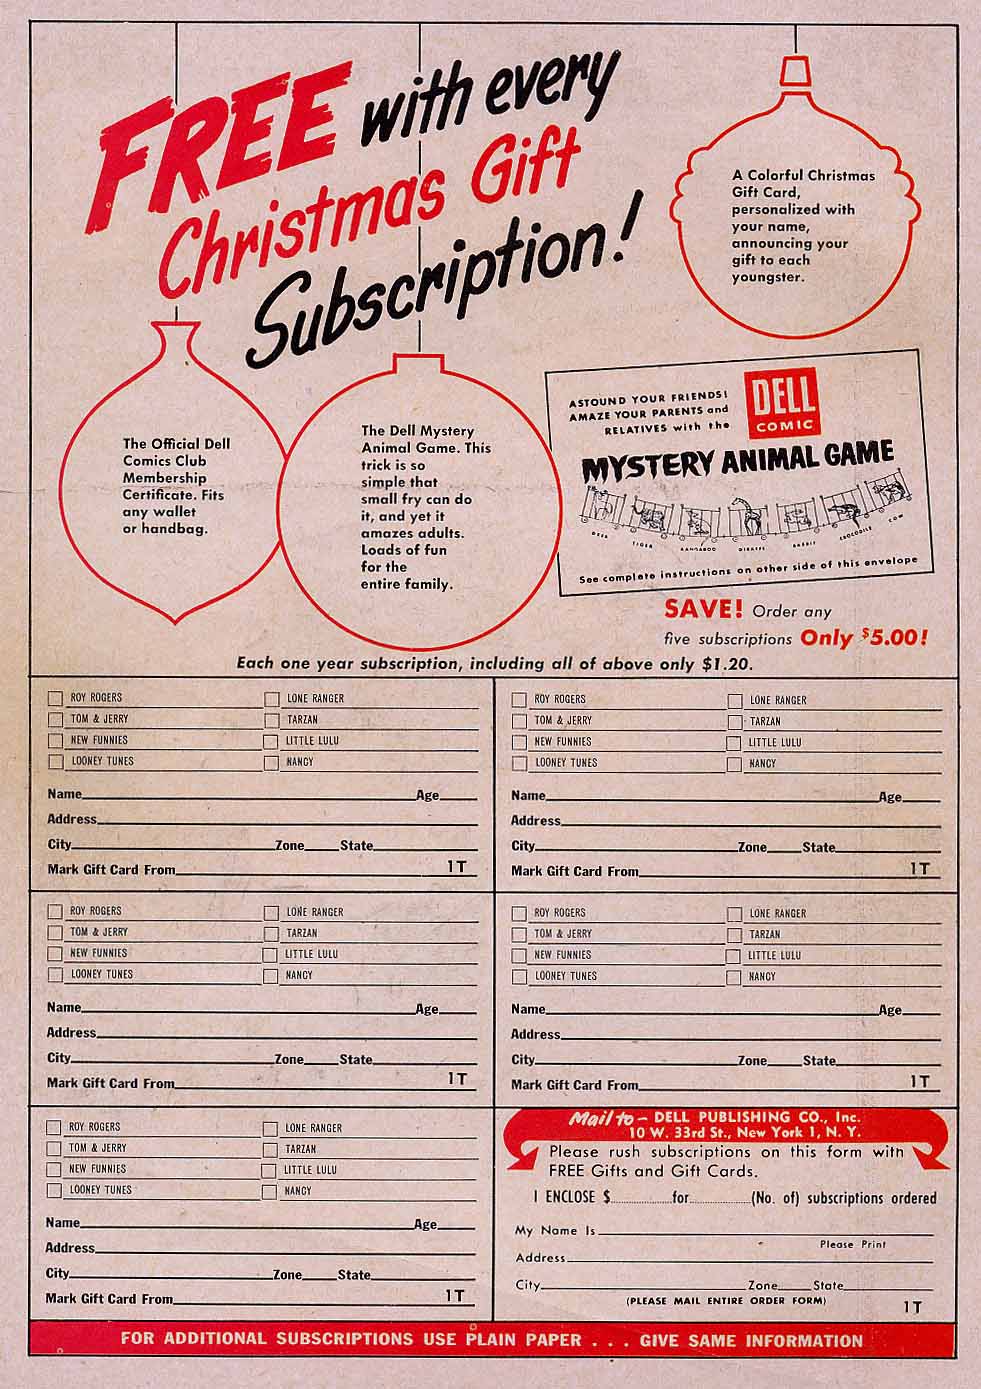 FREE with every
Christmas Gift
Subscription!
A Colorful Christmas
Gift Card,
personalized with
your name,
announcing your
gift to each
youngster.
The Official Dell
Comics Club
Membership
Certificate. Fits
any wallet
or handbag.
The Dell Mystery
Animal Game. This
trick is so
simple that
small fry can do
it, and yet it
amazes adults.
Loads of fun
for the
entire family.
ASTOUND YOUR FRIENDS!
AMAZE YOUR PARENTS and
RELATIVES with the
DELL
COMIC
MYSTERY ANIMAL GAME
DEER TIGER KANGAROO GIRAFFE RABBIT CROCODILE COW
See complete instructions on other side of this envelope
SAVE! Order any
five subscriptions Only $5.00!
Each one year subscription, including all of above only $1.20.
ROY ROGERS LONE RANGER
TOM & JERRY TARZAN
NEW FUNNIES LITTLE LULU
LOONEY TUNES NANCY
Name Age
Address
City Zone State
Mark Gift Card From 1T
ROY ROGERS LONE RANGER
TOM & JERRY TARZAN
NEW FUNNIES LITTLE LULU
LOONEY TUNES NANCY
Name Age
Address
City Zone State
Mark Gift Card From 1T
ROY ROGERS LONE RANGER
TOM & JERRY TARZAN
NEW FUNNIES LITTLE LULU
LOONEY TUNES NANCY
Name Age
Address
City Zone State
Mark Gift Card From 1T
ROY ROGERS LONE RANGER
TOM & JERRY TARZAN
NEW FUNNIES LITTLE LULU
LOONEY TUNES NANCY
Name Age
Address
City Zone State
Mark Gift Card From 1T
ROY ROGERS LONE RANGER
TOM & JERRY TARZAN
NEW FUNNIES LITTLE LULU
LOONEY TUNES NANCY
Name Age
Address
City Zone State
Mark Gift Card From 1T
Mail to – DELL PUBLISHING CO., Inc.
10 W. 33rd St., New York 1, N. Y.
Please rush subscriptions on this form with
FREE Gifts and Gift Cards.
I ENCLOSE $..................for..................(No. of) subscriptions ordered
My Name Is
Please Print
Address
City Zone State
(PLEASE MAIL ENTIRE ORDER FORM) 1T
FOR ADDITIONAL SUBSCRIPTIONS USE PLAIN PAPER . . . GIVE SAME INFORMATION